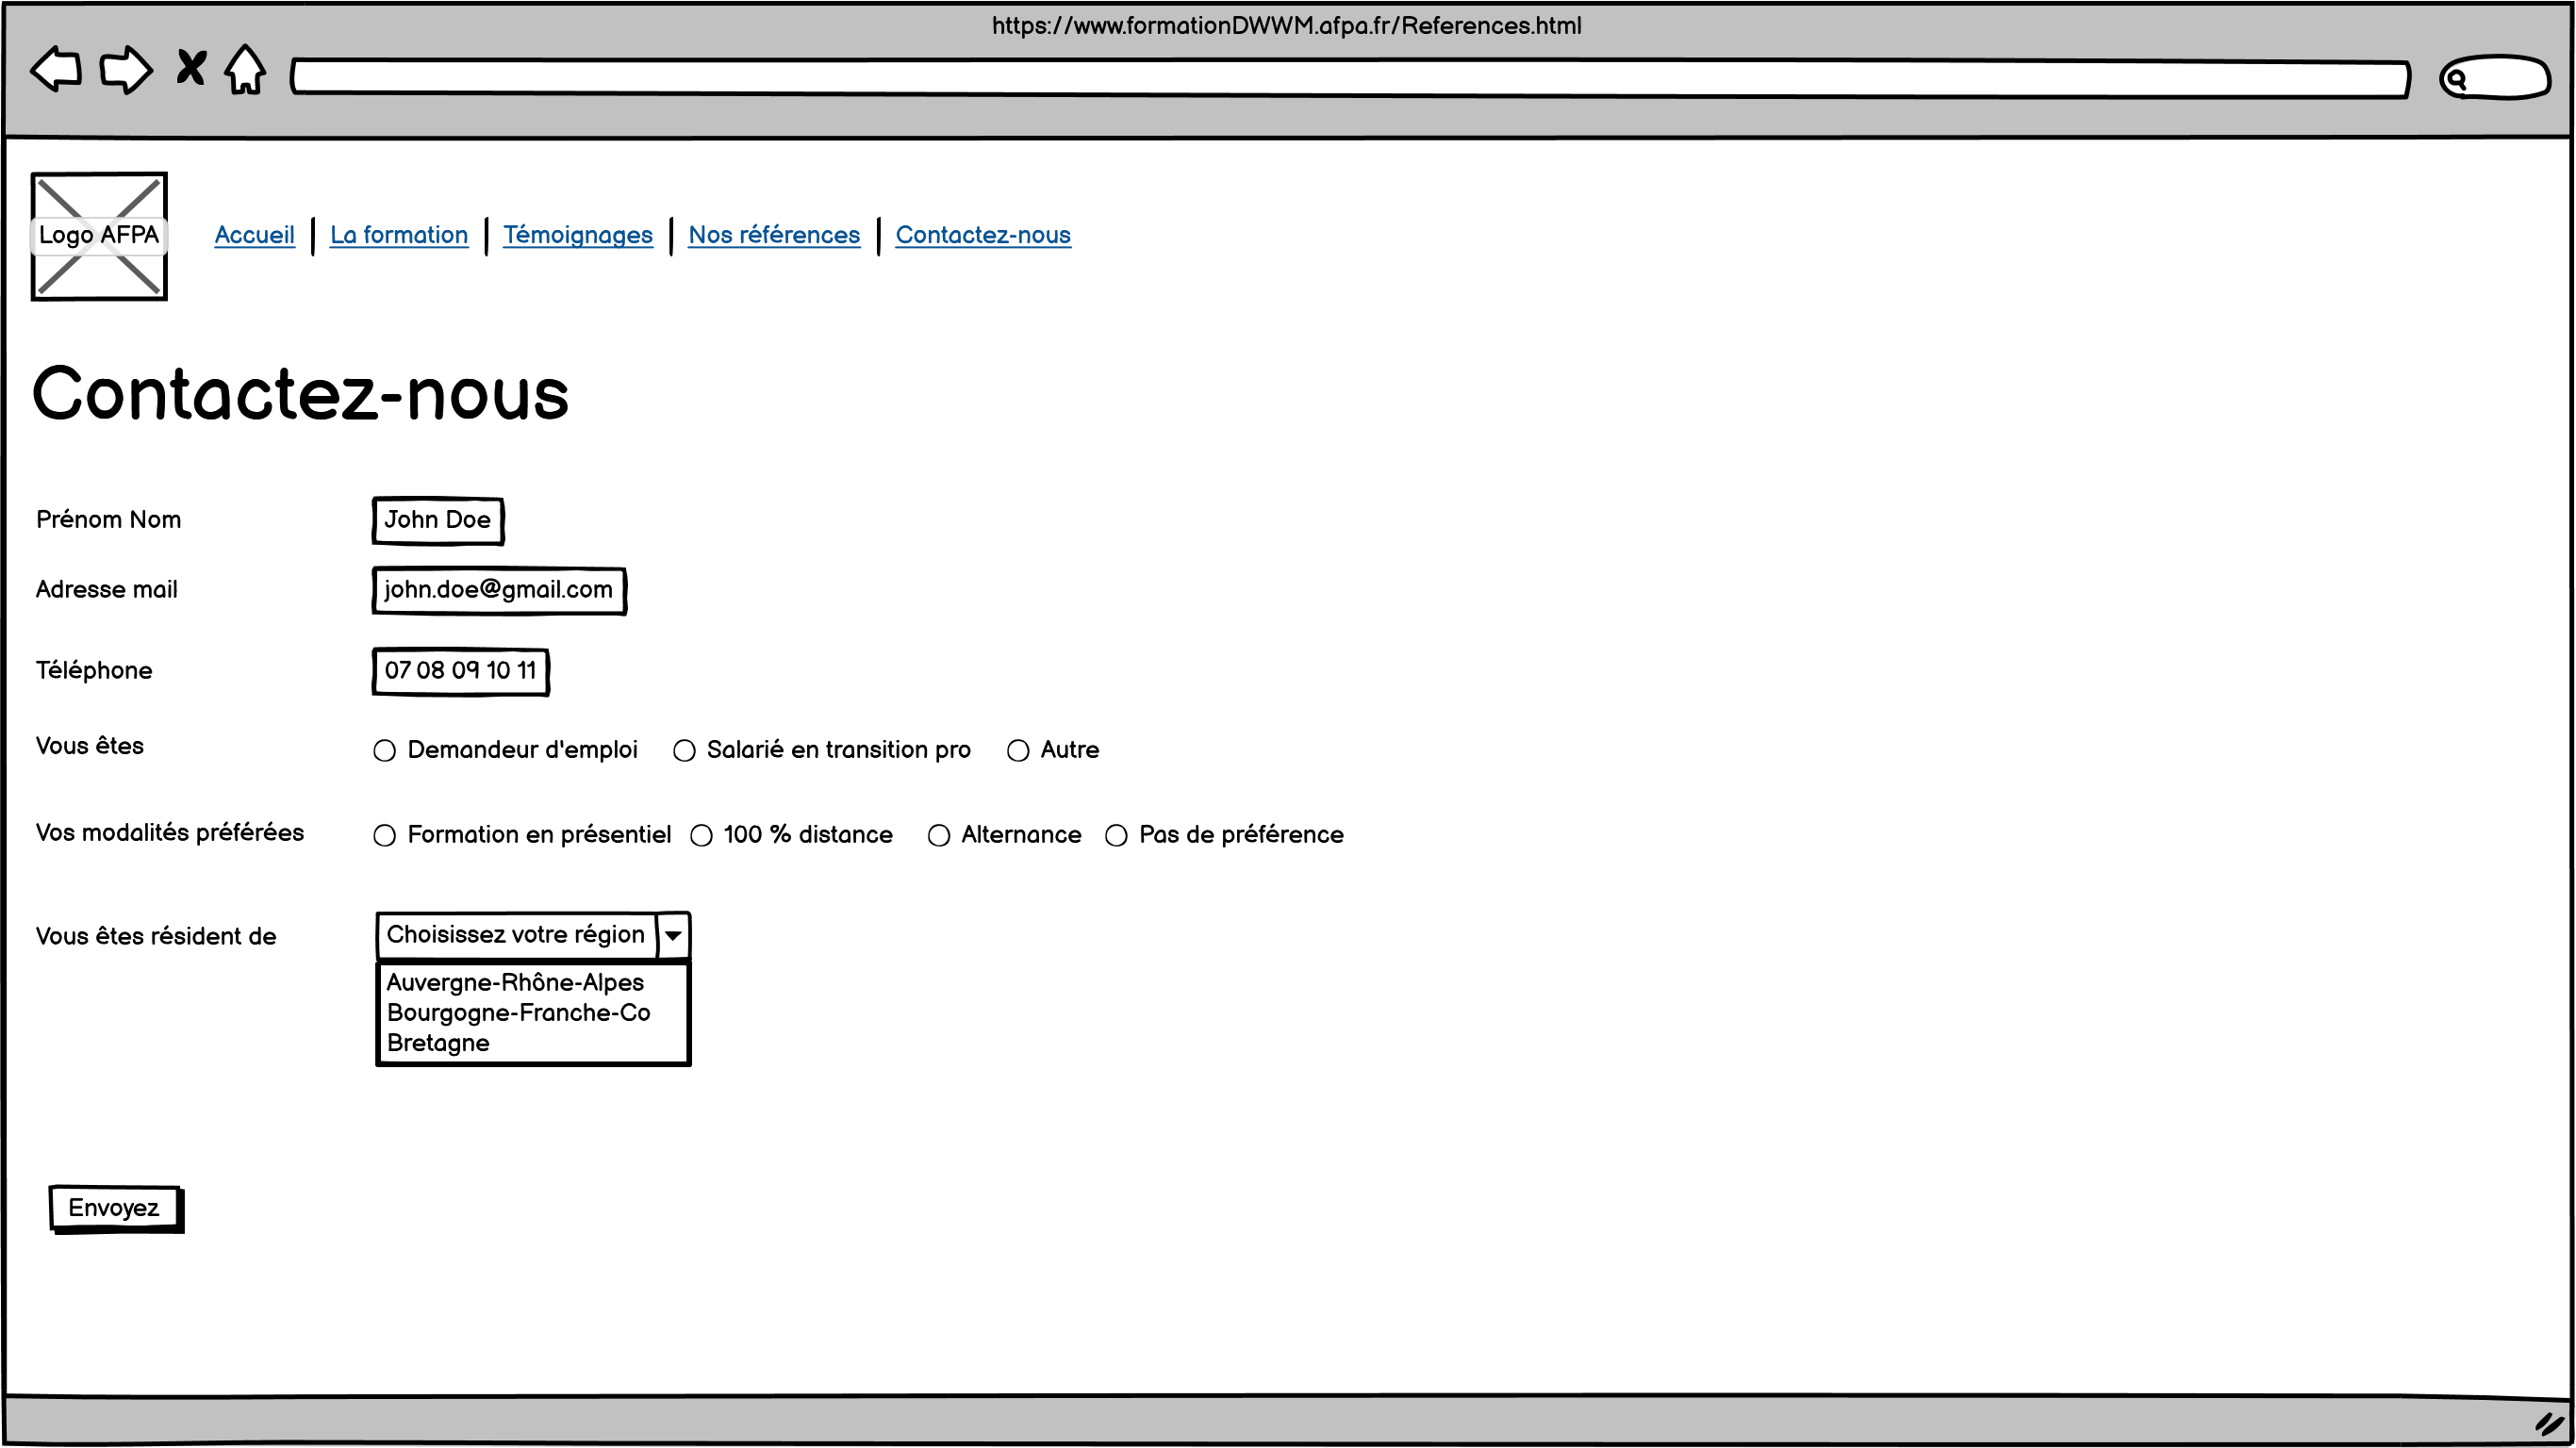 https://www.formationDWWM.afpa.fr/References.html
Logo AFPA
Accueil | La formation | Témoignages | Nos références | Contactez-nous
Contactez-nous
Prénom Nom John Doe
Adresse mail john.doe@gmail.com
Téléphone 07 08 09 10 11
Vous êtes Demandeur d'emploi Salarié en transition pro Autre
Vos modalités préférées Formation en présentiel 100 % distance Alternance Pas de préférence
Vous êtes résident de Choisissez votre région
Auvergne-Rhône-Alpes
Bourgogne-Franche-Co
Bretagne
Envoyez